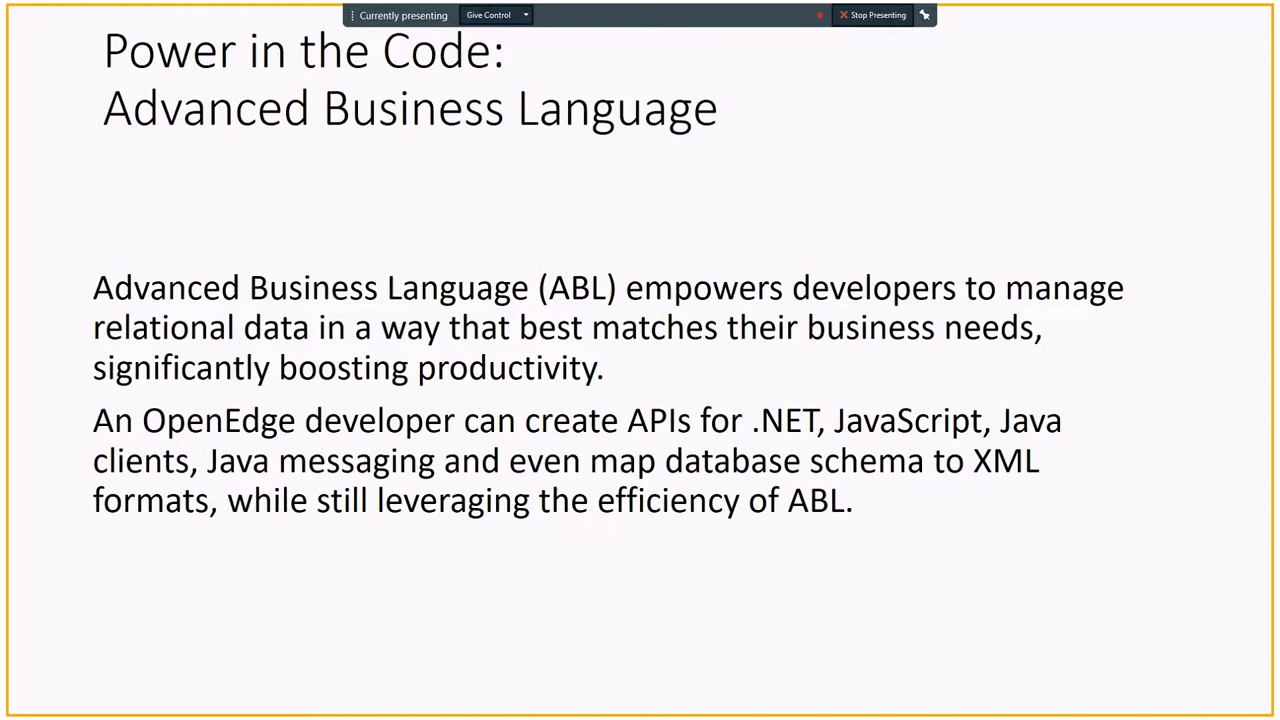 Currently presenting Give Control Stop Presenting
Power in the Code:
Advanced Business Language
Advanced Business Language (ABL) empowers developers to manage
relational data in a way that best matches their business needs,
significantly boosting productivity.
An OpenEdge developer can create APIs for .NET, JavaScript, Java
clients, Java messaging and even map database schema to XML
formats, while still leveraging the efficiency of ABL.